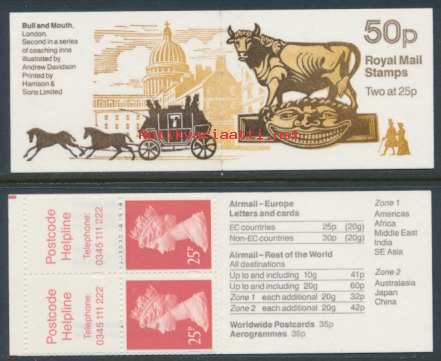 Bull and Mouth,
London.
Second in a series
of coaching inns
illustrated by
Andrew Davidson
Printed by
Harrison &
Sons Limited
50p
Royal Mail
Stamps
Two at 25p
Postcode
Helpline
Telephone:
0345 111 222
25P
Postcode
Helpline
Telephone:
0345 111 222
25P
Airmail – Europe
Letters and cards
EC countries 25p (20g)
Non-EC countries 30p (20g)
Airmail – Rest of the World
All destinations
Up to and including 10g 41p
Up to and including 20g 60p
Zone 1 each additional 20g 32p
Zone 2 each additional 20g 42p
Worldwide Postcards 35p
Aerogrammes 35p
Zone 1
Americas
Africa
Middle East
India
SE Asia
Zone 2
Australasia
Japan
China